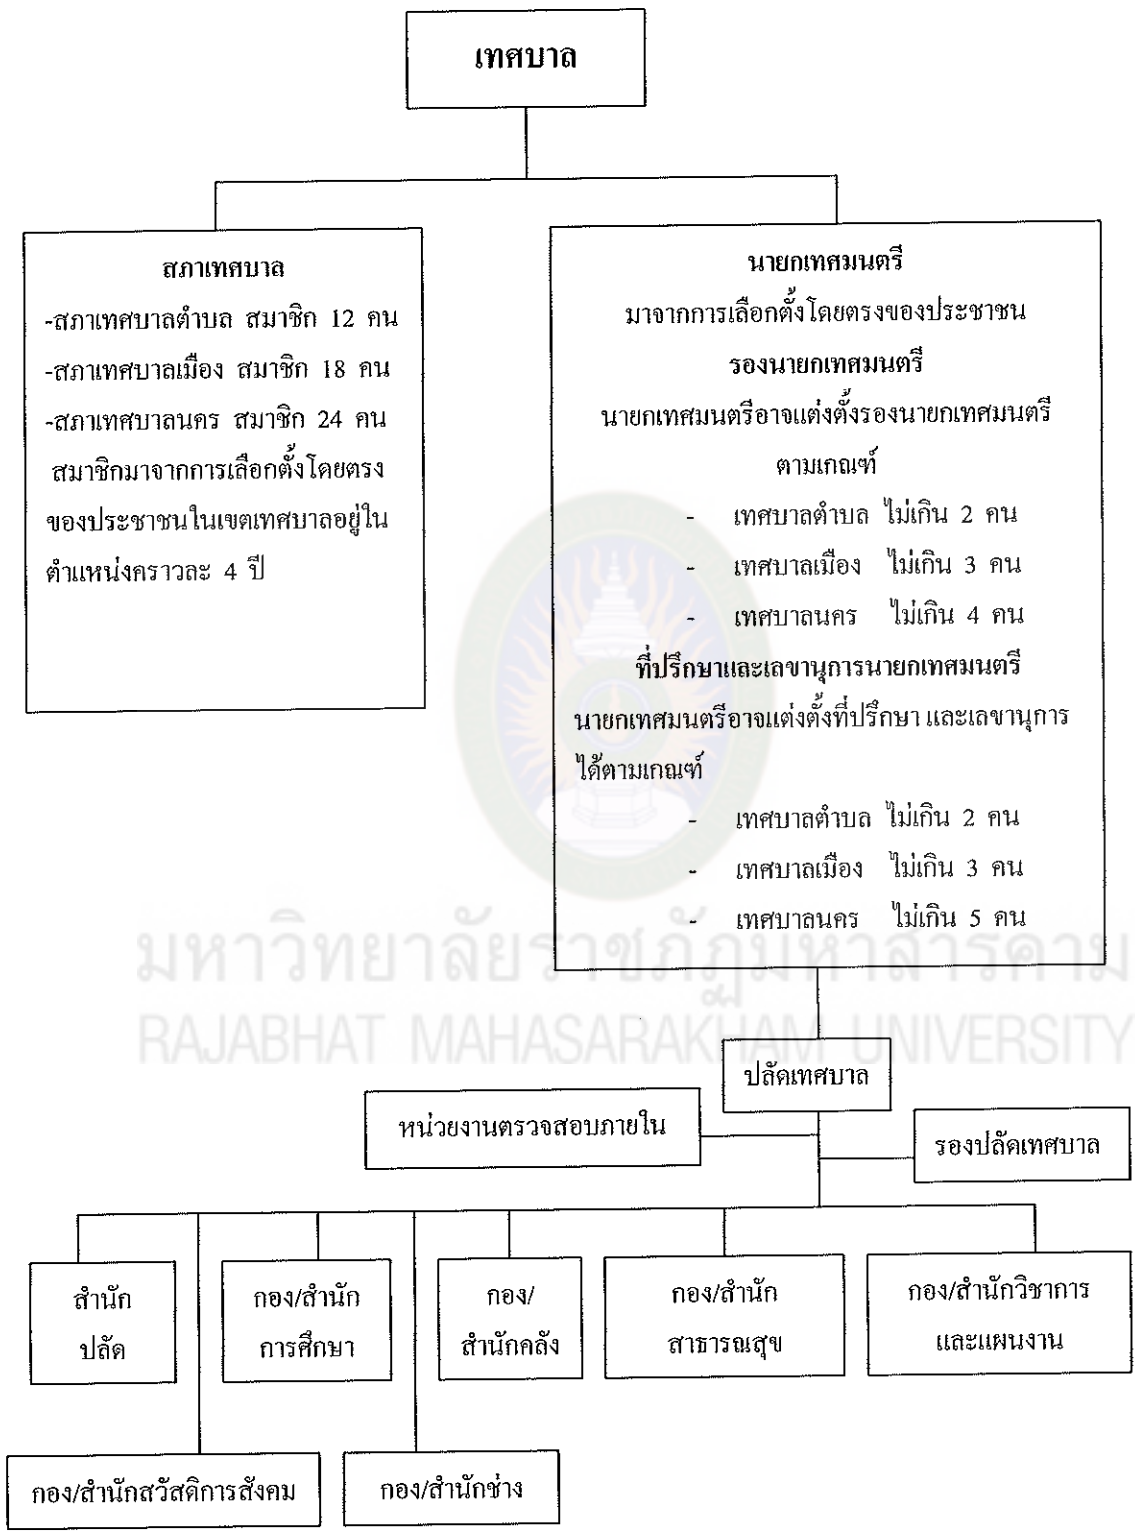 เทศบาล
สภาเทศบาล
-สภาเทศบาลตำบล สมาชิก 12 คน
-สภาเทศบาลเมือง สมาชิก 18 คน
-สภาเทศบาลนคร สมาชิก 24 คน
สมาชิกมาจากการเลือกตั้งโดยตรง
ของประชาชนในเขตเทศบาลอยู่ใน
ตำแหน่งคราวละ 4 ปี
นายกเทศมนตรี
มาจากการเลือกตั้งโดยตรงของประชาชน
รองนายกเทศมนตรี
นายกเทศมนตรีอาจแต่งตั้งรองนายกเทศมนตรี
ตามเกณฑ์
- เทศบาลตำบล ไม่เกิน 2 คน
- เทศบาลเมือง ไม่เกิน 3 คน
- เทศบาลนคร ไม่เกิน 4 คน
ที่ปรึกษาและเลขานุการนายกเทศมนตรี
นายกเทศมนตรีอาจแต่งตั้งที่ปรึกษา และเลขานุการ
ได้ตามเกณฑ์
- เทศบาลตำบล ไม่เกิน 2 คน
- เทศบาลเมือง ไม่เกิน 3 คน
- เทศบาลนคร ไม่เกิน 5 คน
มหาวิทยาลัยราชภัฏมหาสารคาม
RAJABHAT MAHASARAKHAM UNIVERSITY
ปลัดเทศบาล
หน่วยงานตรวจสอบภายใน
รองปลัดเทศบาล
สำนัก
ปลัด
กอง/สำนัก
การศึกษา
กอง/
สำนักคลัง
กอง/สำนัก
สาธารณสุข
กอง/สำนักวิชาการ
และแผนงาน
กอง/สำนักสวัสดิการสังคม
กอง/สำนักช่าง